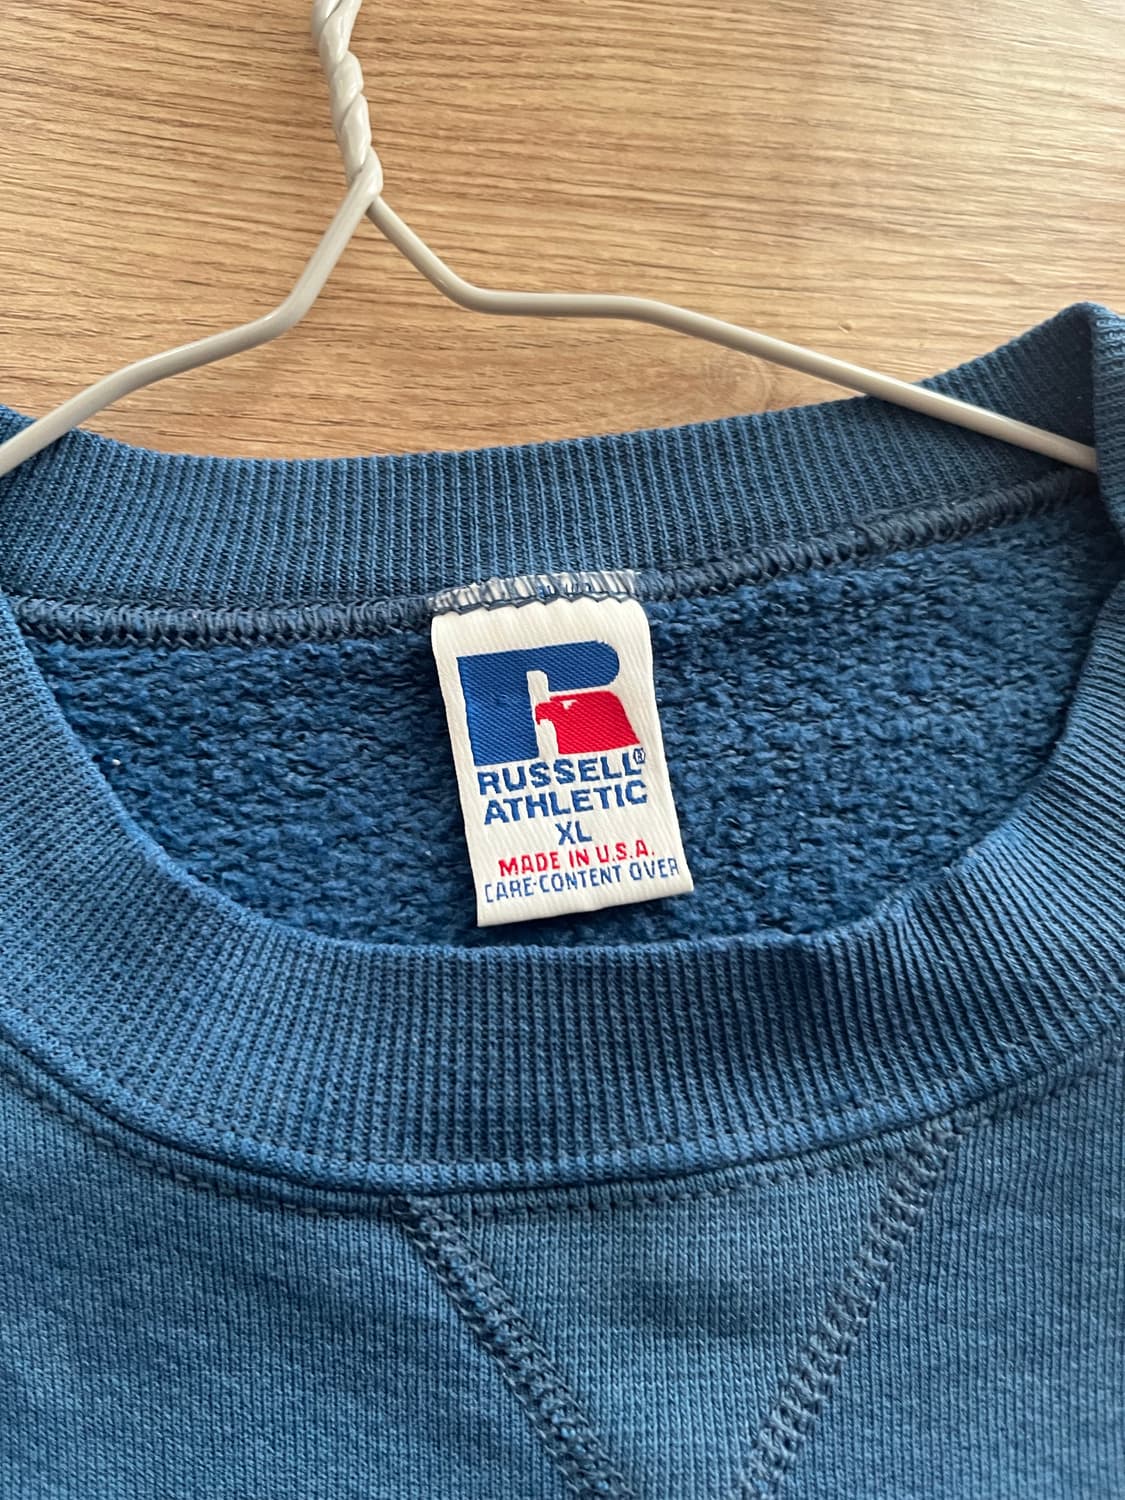 RUSSELL®
ATHLETIC
XL
MADE IN U.S.A.
CARE-CONTENT OVER